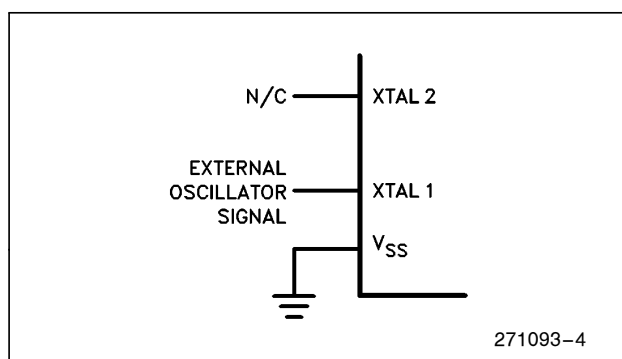 N/C
XTAL 2
EXTERNAL
OSCILLATOR
SIGNAL
XTAL 1
VSS
271093-4